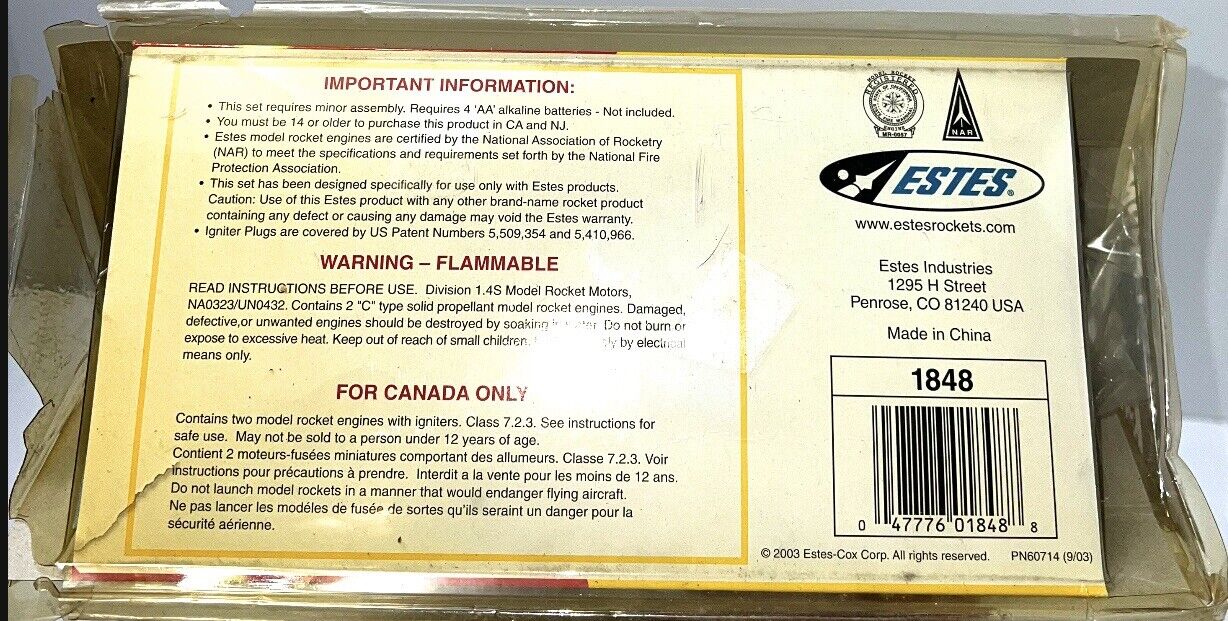 IMPORTANT INFORMATION:
• This set requires minor assembly. Requires 4 'AA' alkaline batteries - Not included.
• You must be 14 or older to purchase this product in CA and NJ.
• Estes model rocket engines are certified by the National Association of Rocketry
(NAR) to meet the specifications and requirements set forth by the National Fire
Protection Association.
• This set has been designed specifically for use only with Estes products.
Caution: Use of this Estes product with any other brand-name rocket product
containing any defect or causing any damage may void the Estes warranty.
• Igniter Plugs are covered by US Patent Numbers 5,509,354 and 5,410,966.
WARNING – FLAMMABLE
READ INSTRUCTIONS BEFORE USE. Division 1.4S Model Rocket Motors,
NA0323/UN0432. Contains 2 "C" type solid propellant model rocket engines. Damaged,
defective,or unwanted engines should be destroyed by soaking Do not burn or
expose to excessive heat. Keep out of reach of small children. by electrical
means only.
FOR CANADA ONLY
Contains two model rocket engines with igniters. Class 7.2.3. See instructions for
safe use. May not be sold to a person under 12 years of age.
Contient 2 moteurs-fusées miniatures comportant des allumeurs. Classe 7.2.3. Voir
instructions pour précautions à prendre. Interdit a la vente pour les moins de 12 ans.
Do not launch model rockets in a manner that would endanger flying aircraft.
Ne pas lancer les modéles de fusée de sortes qu'ils seraint un danger pour la
sécurité aérienne.
MODEL ROCKET
REGISTERED
ENGINE
MR-0057
NAR
ESTES®
www.estesrockets.com
Estes Industries
1295 H Street
Penrose, CO 81240 USA
Made in China
1848
0 47776 01848 8
© 2003 Estes-Cox Corp. All rights reserved. PN60714 (9/03)